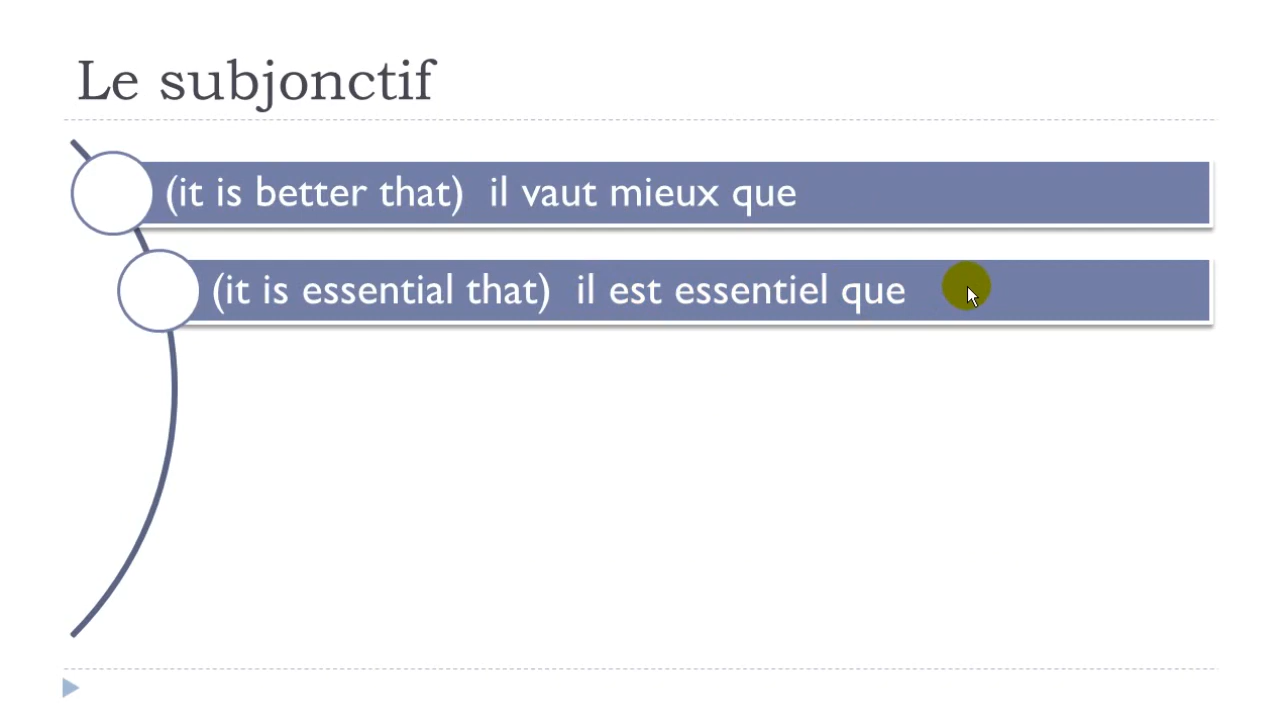 Le subjonctif
(it is better that) il vaut mieux que
(it is essential that) il est essentiel que